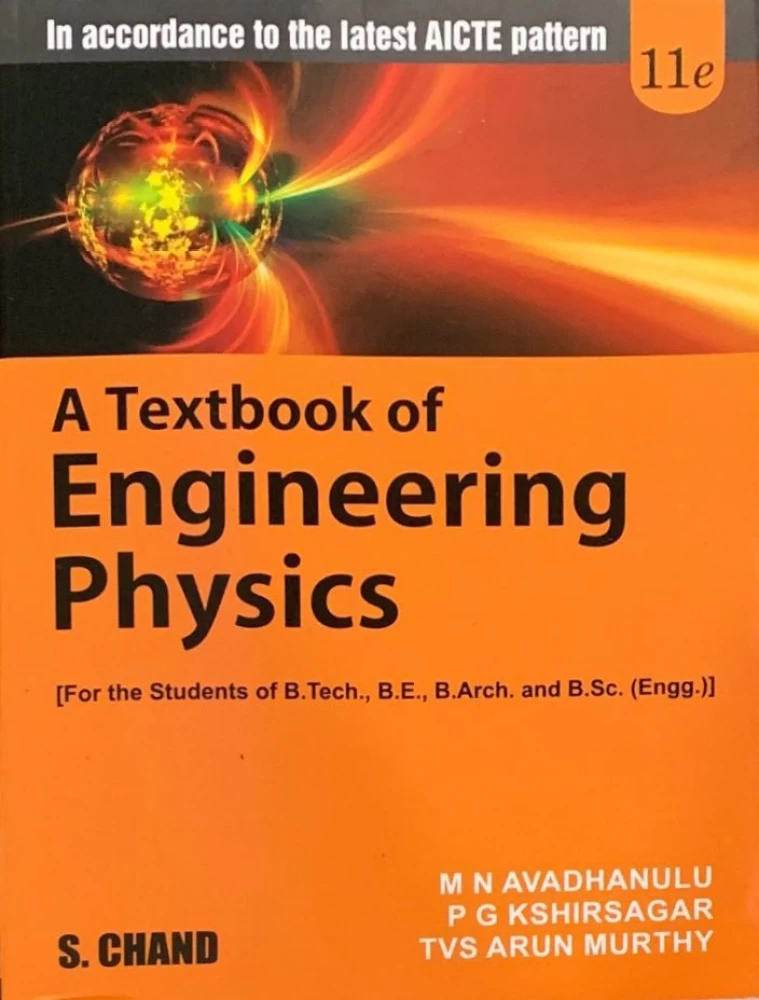 In accordance to the latest AICTE pattern
11e
A Textbook of
Engineering
Physics
[For the Students of B.Tech., B.E., B.Arch. and B.Sc. (Engg.)]
M N AVADHANULU
P G KSHIRSAGAR
TVS ARUN MURTHY
S. CHAND